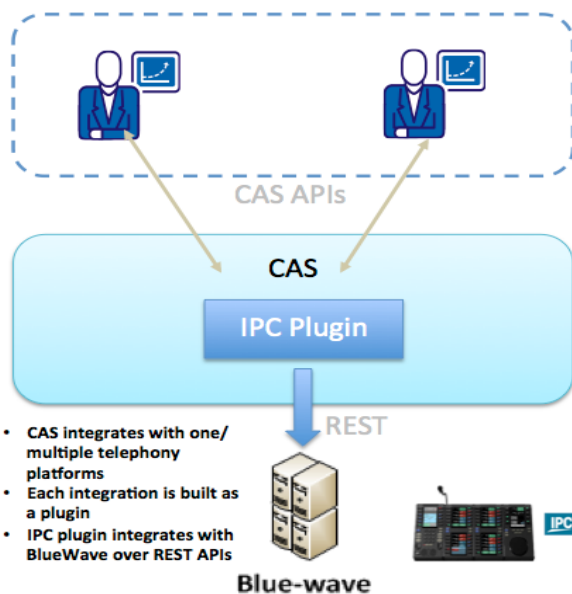 CAS APIs
CAS
IPC Plugin
REST
• CAS integrates with one/
multiple telephony
platforms
• Each integration is built as
a plugin
• IPC plugin integrates with
BlueWave over REST APIs
IPC
Blue-wave